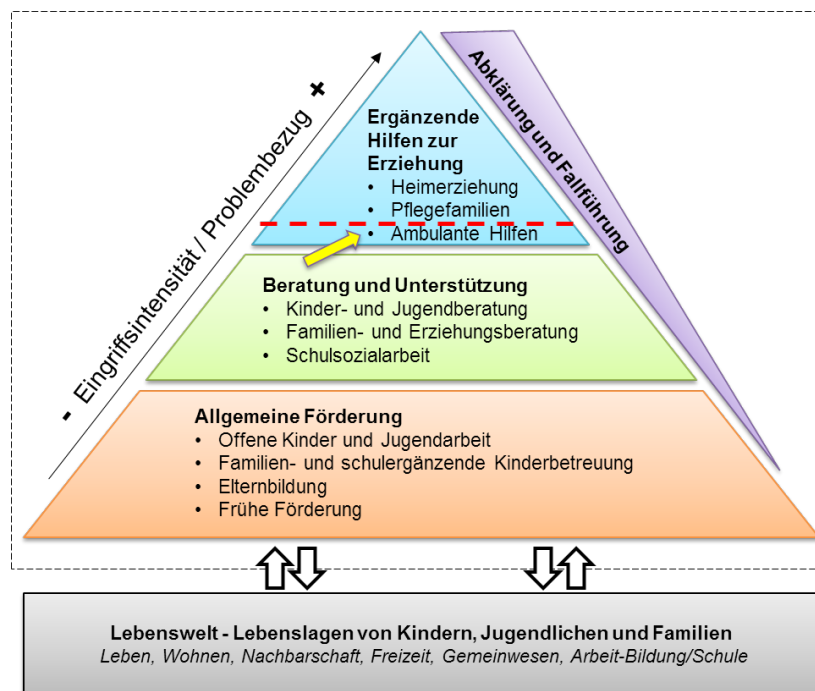 - Eingriffsintensität / Problembezug +
Abklärung und Fallführung
Ergänzende
Hilfen zur
Erziehung
• Heimerziehung
• Pflegefamilien
• Ambulante Hilfen
Beratung und Unterstützung
• Kinder- und Jugendberatung
• Familien- und Erziehungsberatung
• Schulsozialarbeit
Allgemeine Förderung
• Offene Kinder und Jugendarbeit
• Familien- und schulergänzende Kinderbetreuung
• Elternbildung
• Frühe Förderung
Lebenswelt - Lebenslagen von Kindern, Jugendlichen und Familien
Leben, Wohnen, Nachbarschaft, Freizeit, Gemeinwesen, Arbeit-Bildung/Schule